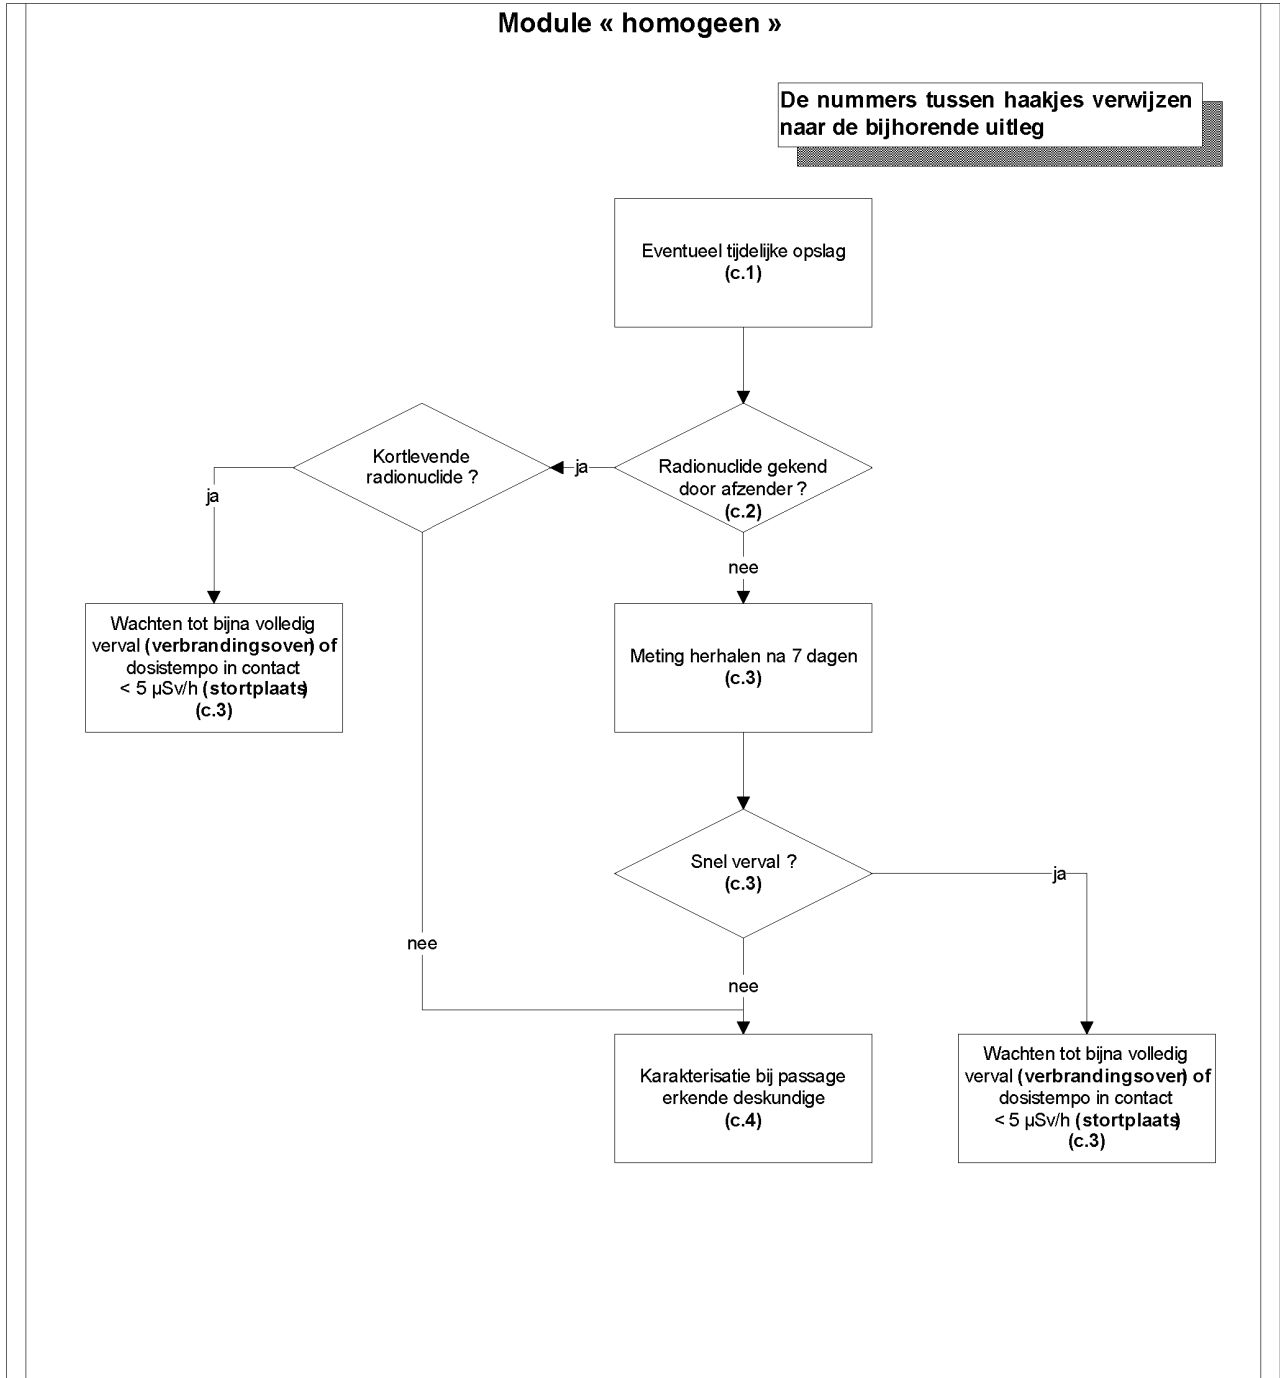 Module « homogeen »
De nummers tussen haakjes verwijzen
naar de bijhorende uitleg
Eventueel tijdelijke opslag
(c.1)
Kortlevende
radionuclide ?
ja
Radionuclide gekend
door afzender ?
(c.2)
ja
nee
Wachten tot bijna volledig
verval (verbrandingsoven) of
dosistempo in contact
< 5 µSv/h (stortplaats)
(c.3)
Meting herhalen na 7 dagen
(c.3)
Snel verval ?
(c.3)
ja
nee
nee
Karakterisatie bij passage
erkende deskundige
(c.4)
Wachten tot bijna volledig
verval (verbrandingsoven) of
dosistempo in contact
< 5 µSv/h (stortplaats)
(c.3)